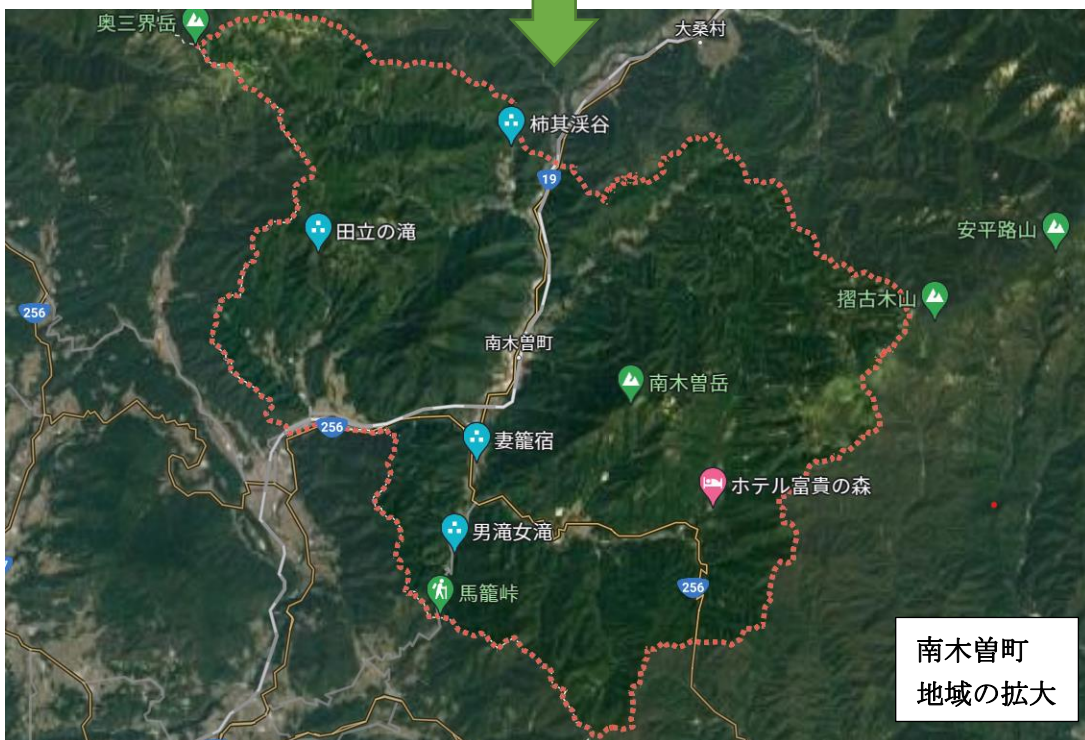 奥三界岳
大桑村
柿其渓谷
19
田立の滝
安平路山
摺古木山
256
南木曽町
南木曽岳
256
妻籠宿
ホテル富貴の森
男滝女滝
256
馬籠峠
南木曽町
地域の拡大